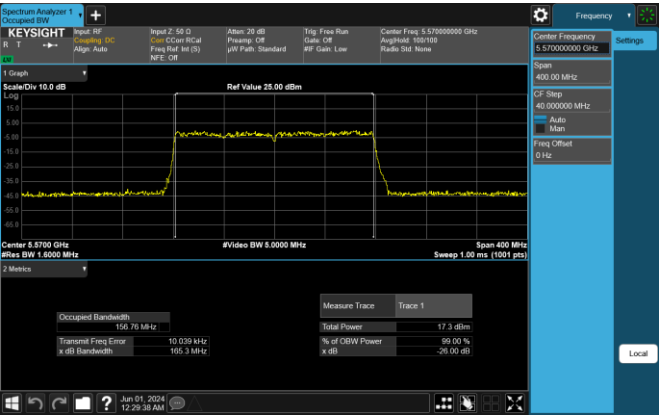 Spectrum Analyzer 1
Occupied BW
Frequency
KEYSIGHT
R T
Input: RF
Coupling: DC
Align: Auto
Input Z: 50 Ω
Corr CCorr RCal
Freq Ref: Int (S)
NFE: Off
Atten: 20 dB
Preamp: Off
µW Path: Standard
Trig: Free Run
Gate: Off
#IF Gain: Low
Center Freq: 5.570000000 GHz
Avg|Hold: 100/100
Radio Std: None
Center Frequency
5.570000000 GHz
Settings
Span
400.00 MHz
CF Step
40.000000 MHz
Auto
Man
Freq Offset
0 Hz
1 Graph
Scale/Div 10.0 dB
Ref Value 25.00 dBm
Log
15.0
5.00
-5.00
-15.0
-25.0
-35.0
-45.0
-55.0
-65.0
Center 5.5700 GHz
#Video BW 5.0000 MHz
Span 400 MHz
#Res BW 1.6000 MHz
Sweep 1.00 ms (1001 pts)
2 Metrics
Measure Trace
Trace 1
Occupied Bandwidth
156.76 MHz
Total Power
17.3 dBm
Transmit Freq Error
10.039 kHz
% of OBW Power
99.00 %
x dB Bandwidth
165.3 MHz
x dB
-26.00 dB
Local
?
Jun 01, 2024
12:29:38 AM